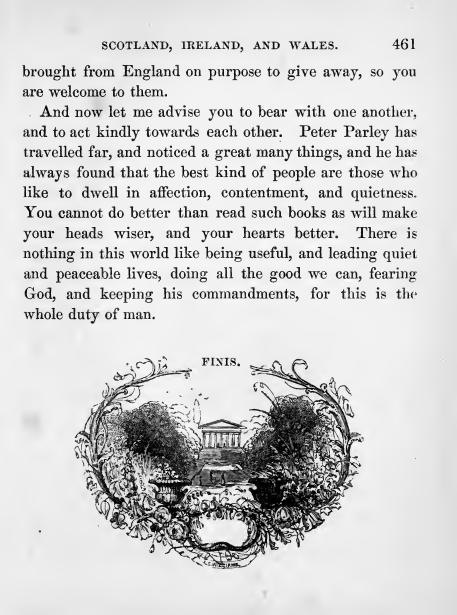 SCOTLAND, IRELAND, AND WALES. 461
brought from England on purpose to give away, so you
are welcome to them.
And now let me advise you to bear with one another,
and to act kindly towards each other. Peter Parley has
travelled far, and noticed a great many things, and he has
always found that the best kind of people are those who
like to dwell in affection, contentment, and quietness.
You cannot do better than read such books as will make
your heads wiser, and your hearts better. There is
nothing in this world like being useful, and leading quiet
and peaceable lives, doing all the good we can, fearing
God, and keeping his commandments, for this is the
whole duty of man.
FINIS.